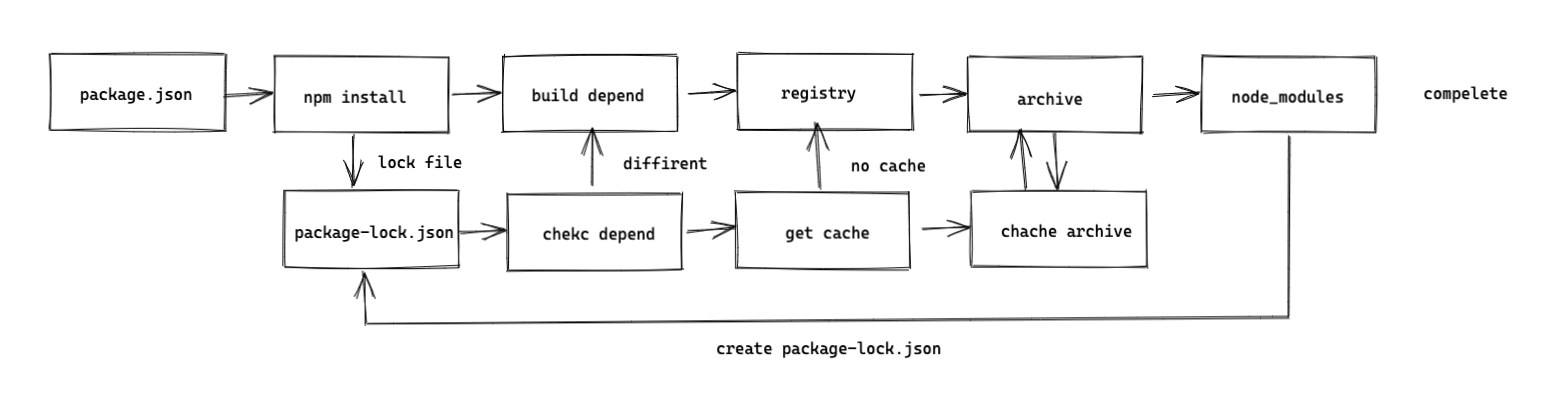 package.json
npm install
build depend
registry
archive
node_modules
compelete
lock file
diffirent
no cache
package-lock.json
chekc depend
get cache
chache archive
create package-lock.json